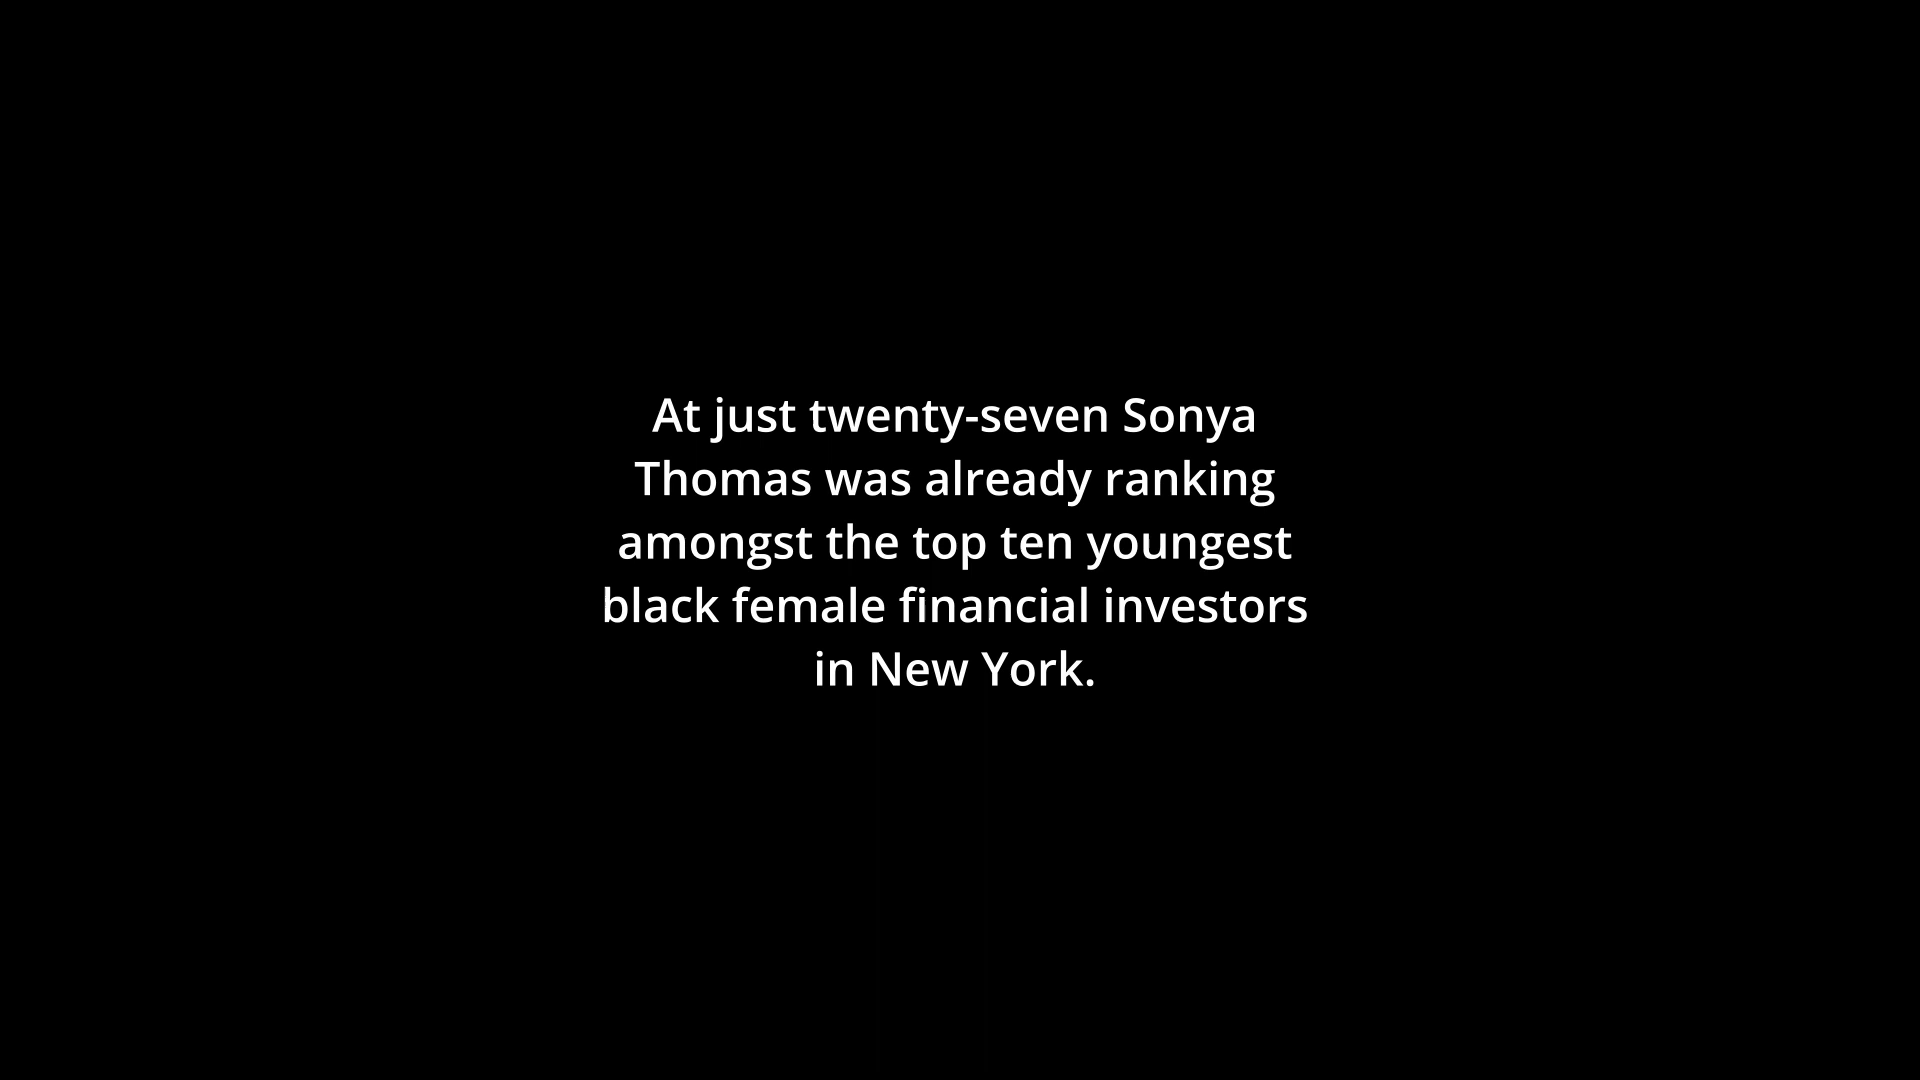 At just twenty-seven Sonya
Thomas was already ranking
amongst the top ten youngest
black female financial investors
in New York.